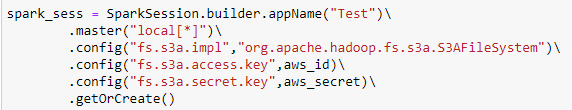 spark_sess = SparkSession.builder.appName("Test")\
.master("local[*]")\
.config("fs.s3a.impl","org.apache.hadoop.fs.s3a.S3AFileSystem")\
.config("fs.s3a.access.key",aws_id)\
.config("fs.s3a.secret.key",aws_secret)\
.getOrCreate()